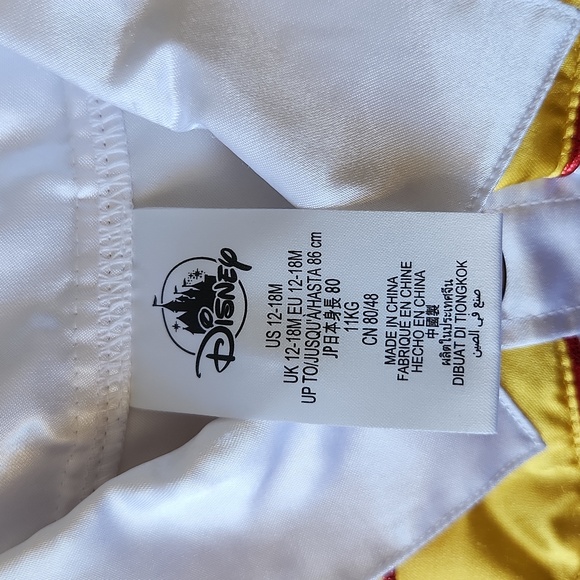 Disney
US 12-18M
UK 12-18M EU 12-18M
UP TO/JUSQU'À/HASTA 86 cm
JP日本身長 80
11KG
CN 80/48
MADE IN CHINA
FABRIQUE EN CHINE
HECHO EN CHINA
中國製
ผลิตในประเทศจีน
DIBUAT DI TIONGKOK
صنع في الصين